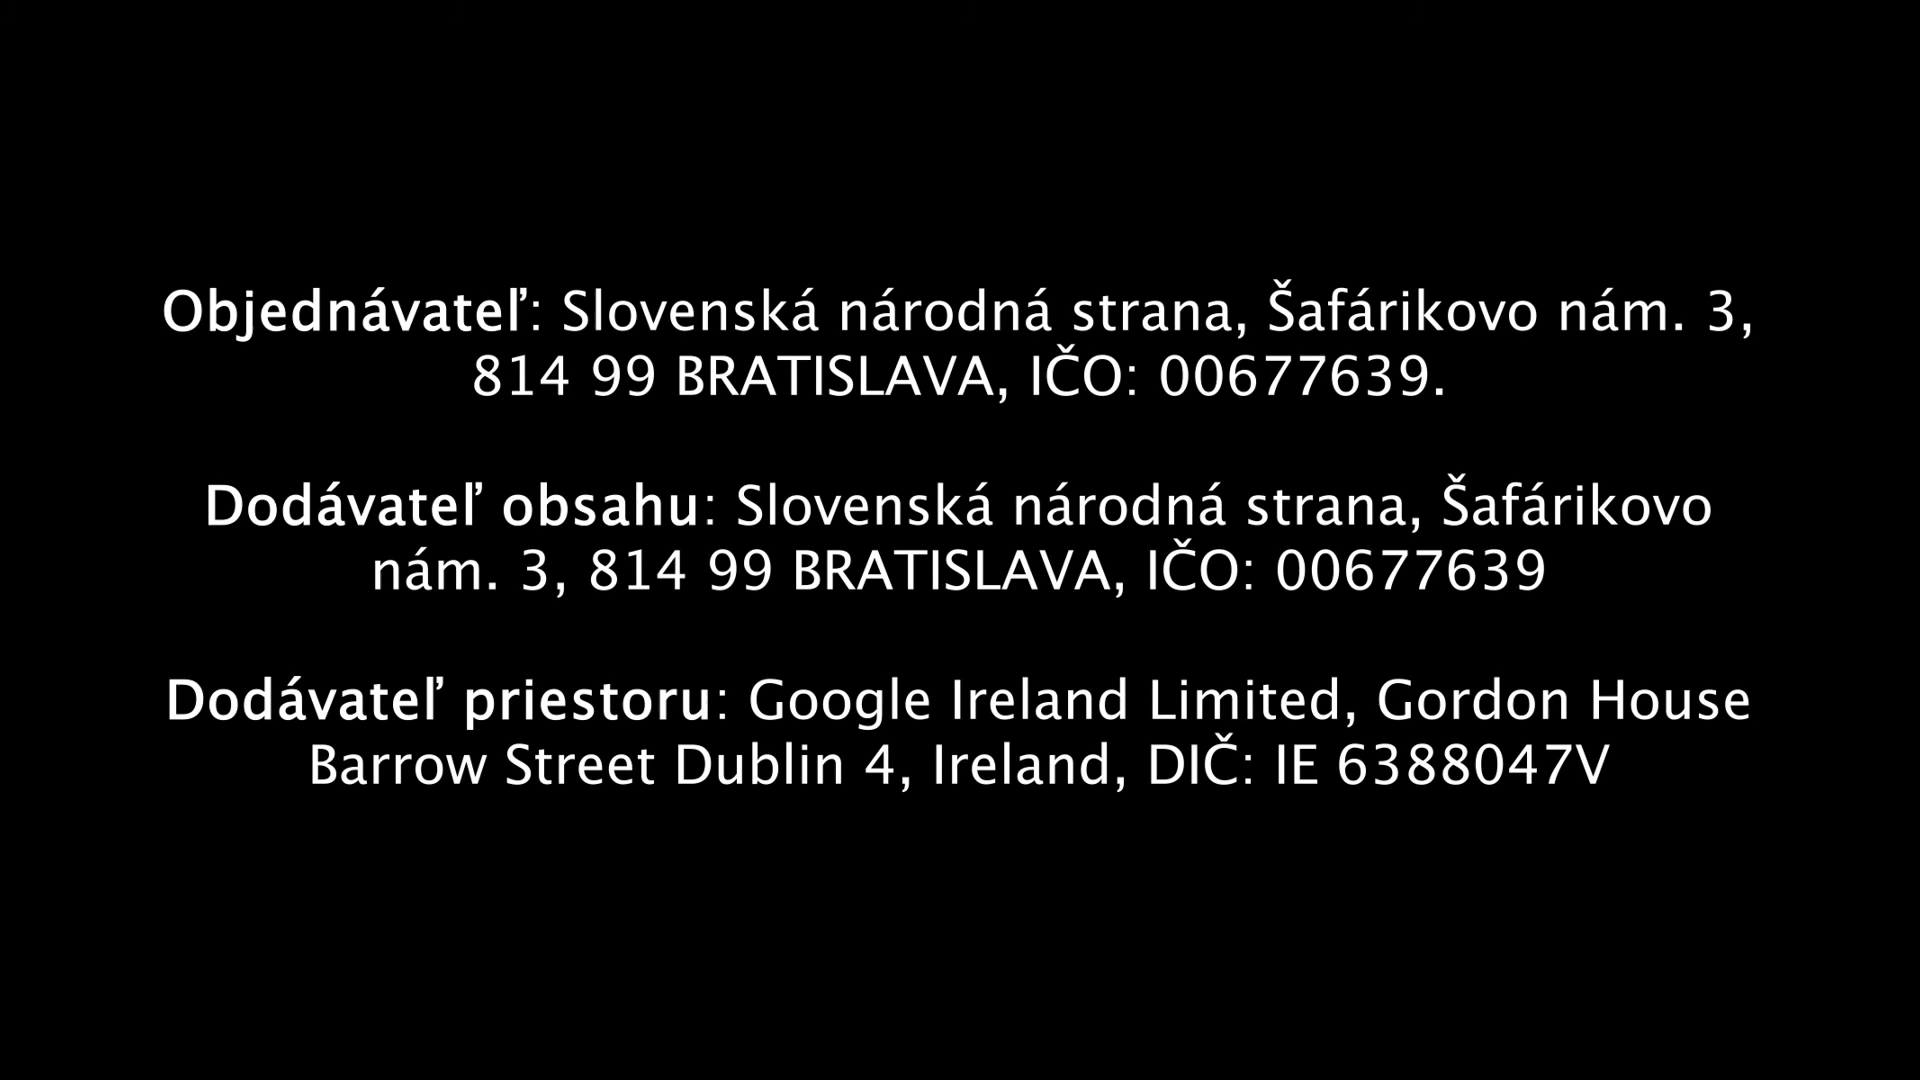 Objednávateľ: Slovenská národná strana, Šafárikovo nám. 3,
814 99 BRATISLAVA, IČO: 00677639.
Dodávateľ obsahu: Slovenská národná strana, Šafárikovo
nám. 3, 814 99 BRATISLAVA, IČO: 00677639
Dodávateľ priestoru: Google Ireland Limited, Gordon House
Barrow Street Dublin 4, Ireland, DIČ: IE 6388047V